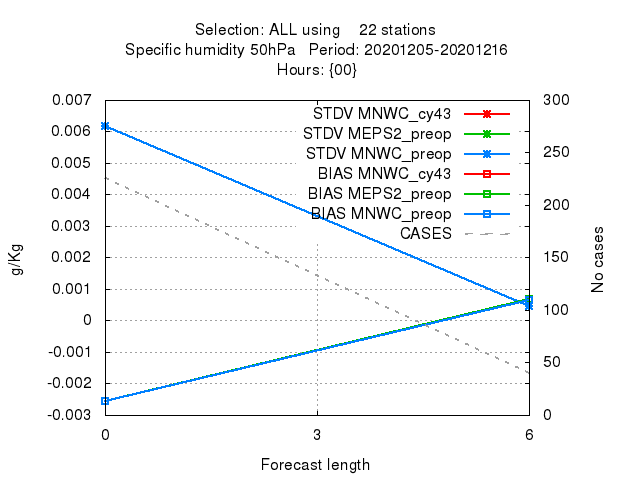 Selection: ALL using 22 stations
Specific humidity 50hPa Period: 20201205-20201216
Hours: {00}
0.007
0.006
0.005
0.004
0.003
0.002
0.001
0
-0.001
-0.002
-0.003
g/Kg
STDV MNWC_cy43
STDV MEPS2_preop
STDV MNWC_preop
BIAS MNWC_cy43
BIAS MEPS2_preop
BIAS MNWC_preop
CASES
300
250
200
150
100
50
0
No cases
0 3 6
Forecast length